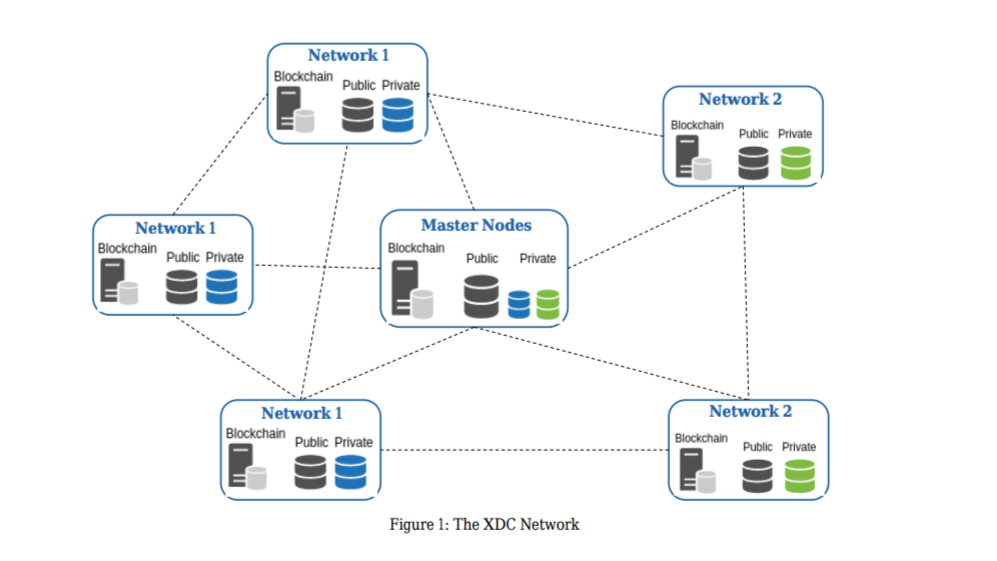 Network 1
Blockchain
Public Private
Network 2
Blockchain
Public Private
Network 1
Blockchain
Public Private
Master Nodes
Blockchain
Public Private
Network 1
Blockchain
Public Private
Network 2
Blockchain
Public Private
Figure 1: The XDC Network